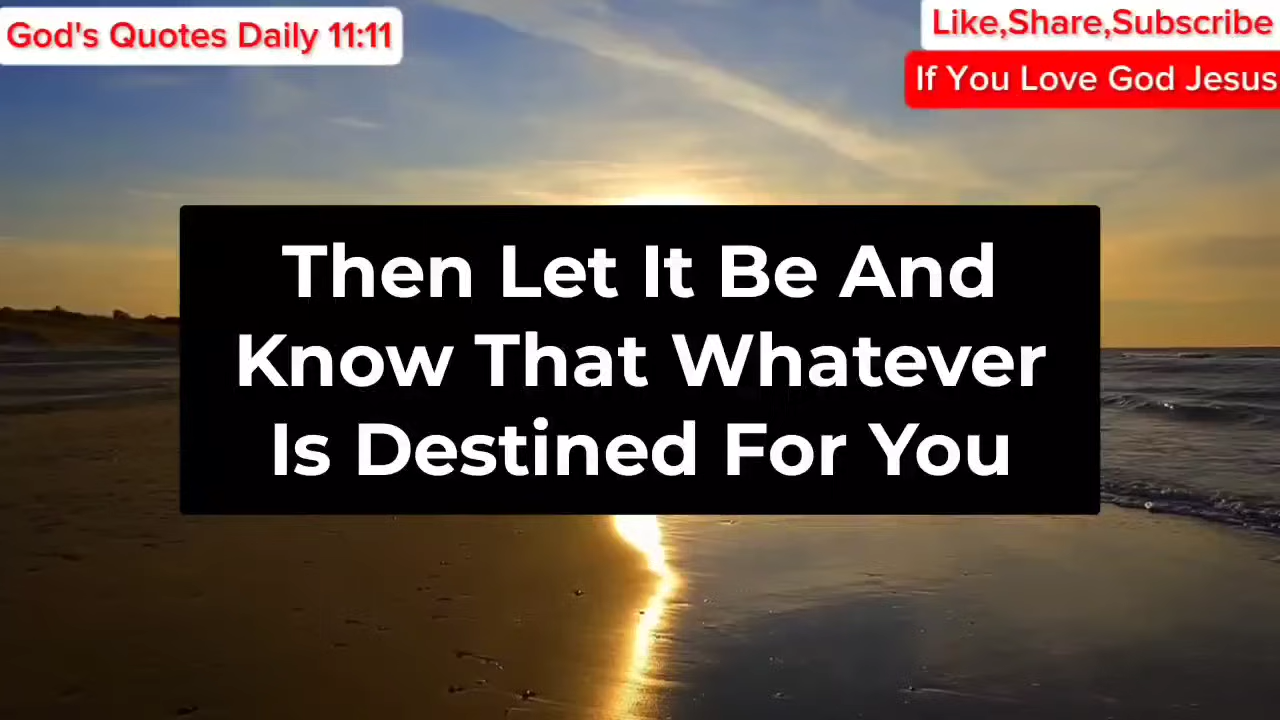 God's Quotes Daily 11:11
Like,Share,Subscribe
If You Love God Jesus
Then Let It Be And
Know That Whatever
Is Destined For You